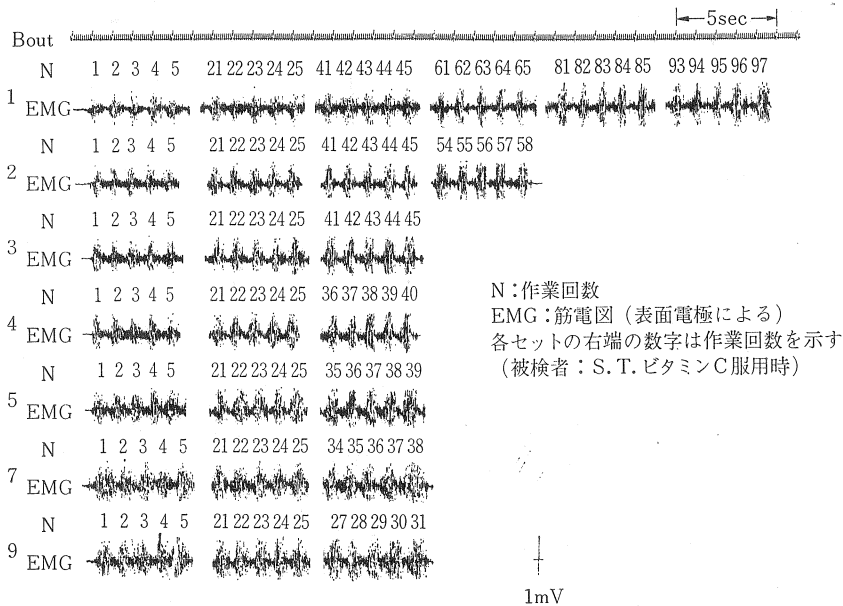 5sec
Bout
N 1 2 3 4 5 21 22 23 24 25 41 42 43 44 45 61 62 63 64 65 81 82 83 84 85 93 94 95 96 97
1 EMG
N 1 2 3 4 5 21 22 23 24 25 41 42 43 44 45 54 55 56 57 58
2 EMG
N 1 2 3 4 5 21 22 23 24 25 41 42 43 44 45
3 EMG
N 1 2 3 4 5 21 22 23 24 25 36 37 38 39 40
4 EMG
N 1 2 3 4 5 21 22 23 24 25 35 36 37 38 39
5 EMG
N 1 2 3 4 5 21 22 23 24 25 34 35 36 37 38
7 EMG
N 1 2 3 4 5 21 22 23 24 25 27 28 29 30 31
9 EMG
N:作業回数
EMG:筋電図(表面電極による)
各セットの右端の数字は作業回数を示す
(被検者:S.T.ビタミンC服用時)
1mV